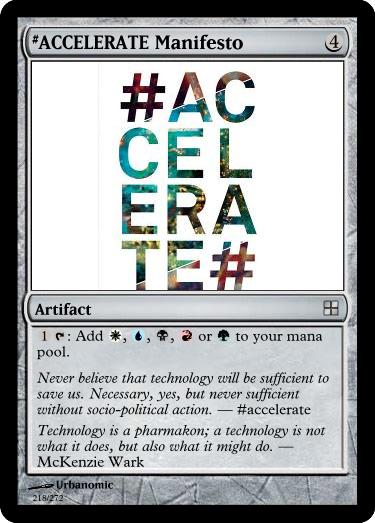 #ACCELERATE Manifesto 4
#AC
CEL
ERA
TE#
Artifact
1 : Add , , , or to your mana
pool.
Never believe that technology will be sufficient to
save us. Necessary, yes, but never sufficient
without socio-political action. — #accelerate
Technology is a pharmakon; a technology is not
what it does, but also what it might do. —
McKenzie Wark
Urbanomic
218/272